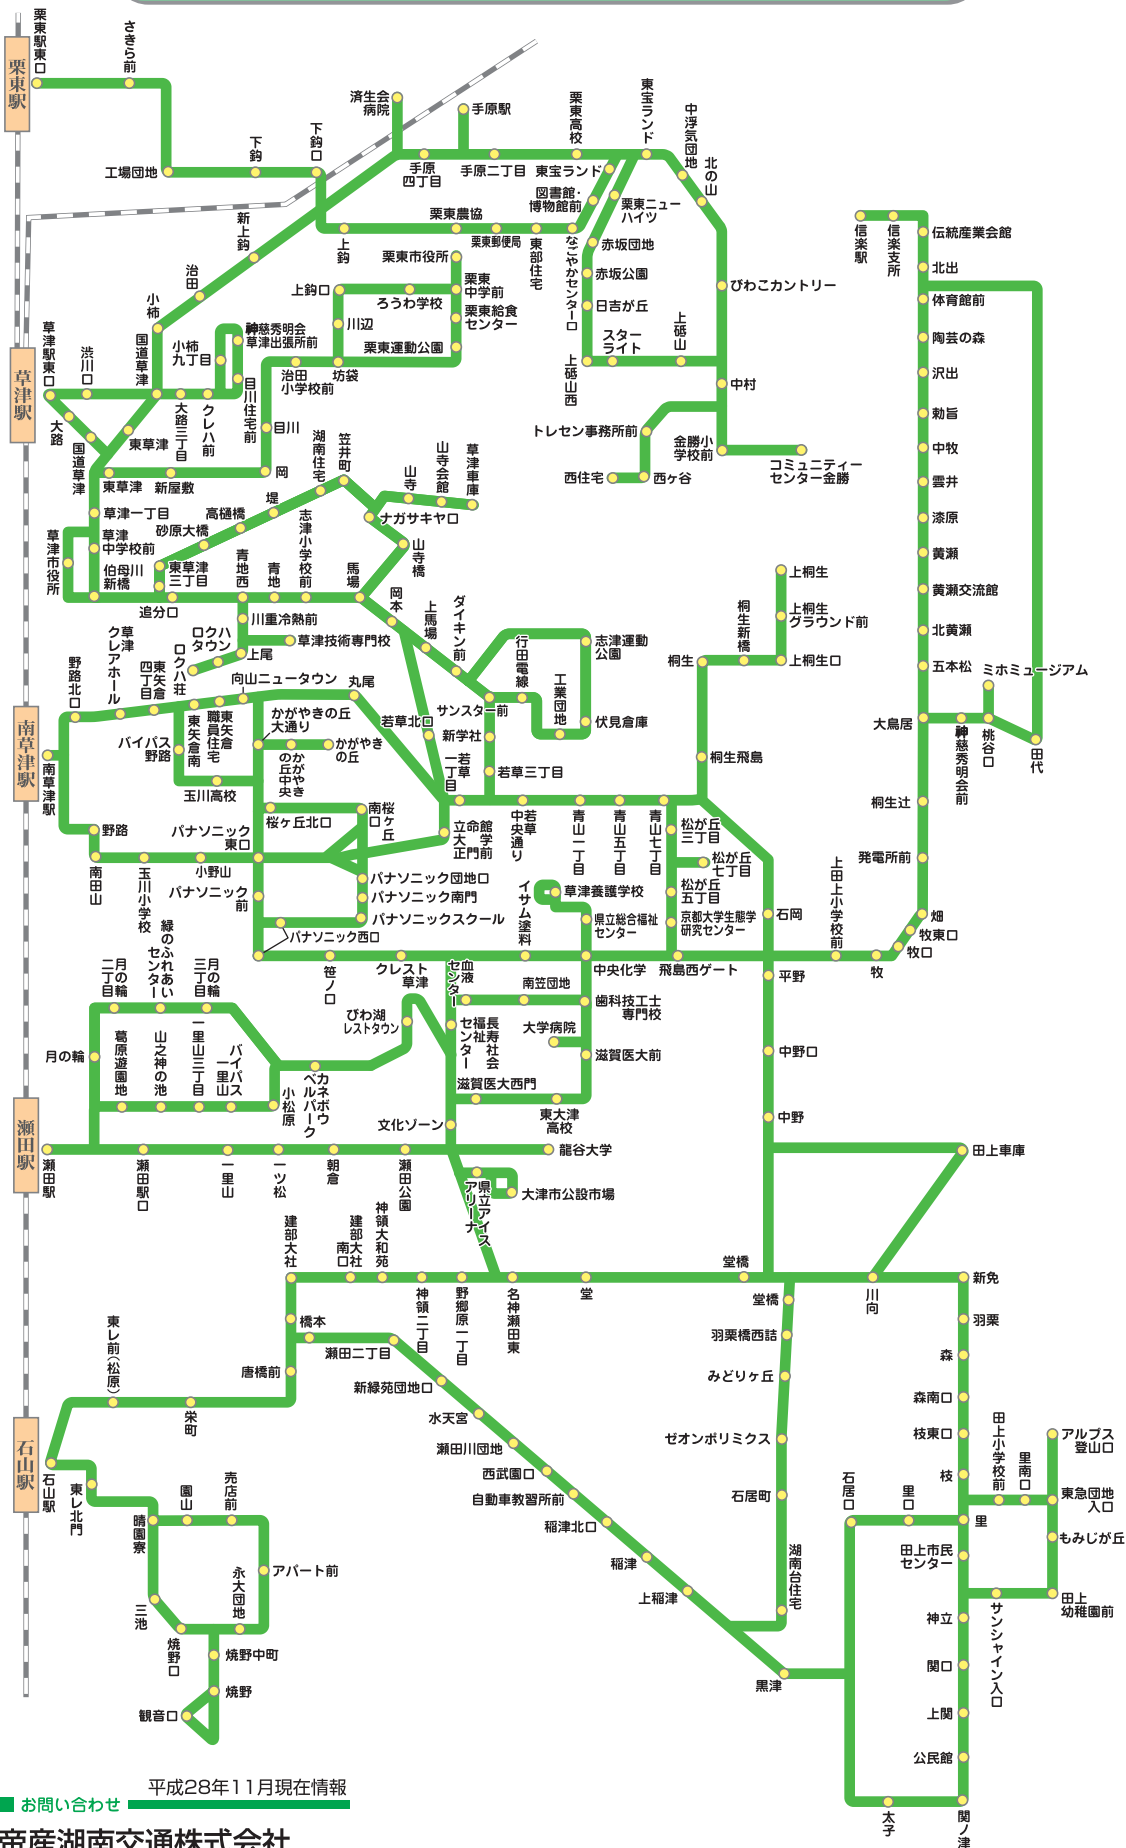 栗東駅
栗東駅東口
さきら前
工場団地
下鈎
下鈎口
済生会
病院
手原駅
手原
四丁目
手原二丁目
栗東高校
東宝ランド
東宝ランド
中浮気団地
北の山
図書館・
博物館前
栗東ニュー
ハイツ
新上鈎
治田
小柿
上鈎
栗東農協
栗東郵便局
東部住宅
なごやかセンター口
赤坂団地
赤坂公園
日吉が丘
スター
ライト
上砥山
上砥山西
びわこカントリー
中村
トレセン事務所前
西住宅
西ヶ谷
金勝小
学校前
コミュニティー
センター金勝
栗東市役所
栗東
中学前
栗東給食
センター
栗東運動公園
上鈎口
ろうわ学校
川辺
坊袋
治田
小学校前
目川
岡
草津駅
草津駅東口
渋川口
国道草津
小柿
九丁目
神慈秀明会
草津出張所前
目川住宅前
大路三丁目
クレハ前
大路
国道草津
東草津
東草津
新屋敷
草津一丁目
草津
中学校前
草津市役所
伯母川
新橋
東草津
三丁目
追分口
砂原大橋
高樋橋
堤
湖南住宅
笠井町
志津小学校前
ナガサキヤ口
山寺
山寺会館
草津車庫
山寺橋
馬場
青地西
青地
川重冷熱前
草津技術専門校
上尾
ロクハ
タウン
ロクハ荘
岡本
上馬場
ダイキン前
サンスター前
行田電線
工業団地
志津運動
公園
伏見倉庫
新学社
若草三丁目
若草北口
若草
一丁目
南草津駅
南草津駅
野路北口
草津
クレアホール
東矢倉
四丁目
東矢倉南
東矢倉
職員住宅
向山ニュータウン
丸尾
バイパス
野路
玉川高校
かがやきの丘
大通り
かがやき
の丘
かがやき
の丘中央
桜ヶ丘北口
南桜ヶ丘
口
野路
南田山
玉川小学校
小野山
パナソニック
東口
パナソニック
前
パナソニック西口
パナソニック団地口
パナソニック南門
パナソニックスクール
立命館
大学
正門前
若草
中央通り
青山一丁目
青山五丁目
青山七丁目
松が丘
三丁目
松が丘
七丁目
松が丘
五丁目
京都大学生態学
研究センター
イサム塗料
草津養護学校
県立総合福祉
センター
笹ノ口
クレスト
草津
中央化学
飛島西ゲート
血液
センター
南笠団地
歯科技工士
専門校
大学病院
滋賀医大前
長寿社会
福祉
センター
滋賀医大西門
東大津
高校
文化ゾーン
龍谷大学
びわ湖
レストタウン
カネボウ
ベルパーク
月の輪
二丁目
緑のふれあい
センター
月の輪
三丁目
月の輪
葛原遊園地
山之神の池
一里山三丁目
バイパス
一里山
小松原
瀬田駅
瀬田駅
瀬田駅口
一里山
一ツ松
朝倉
瀬田公園
県立アイス
アリーナ
大津市公設市場
信楽駅
信楽支所
伝統産業会館
北出
体育館前
陶芸の森
沢出
勅旨
中牧
雲井
漆原
黄瀬
黄瀬交流館
北黄瀬
五本松
大鳥居
神慈秀明会前
ミホミュージアム
桃谷口
田代
桐生辻
発電所前
畑
牧東口
牧口
牧
上田上小学校前
上桐生
上桐生
グラウンド前
上桐生口
桐生新橋
桐生
桐生飛島
石岡
平野
中野口
中野
田上車庫
建部大社
建部大社
南口
神領大和苑
神領二丁目
野郷原一丁目
名神瀬田東
堂
堂橋
川向
新免
堂橋
羽栗橋西詰
みどりヶ丘
ゼオンポリミクス
石居町
湖南台住宅
羽栗
森
森南口
枝東口
枝
里
里口
石居口
田上小学校前
里南口
アルプス
登山口
東急団地
入口
もみじが丘
田上
幼稚園前
サンシャイン入口
田上市民
センター
神立
関口
上関
公民館
関ノ津
太子
黒津
橋本
唐橋前
瀬田二丁目
新緑苑団地口
水天宮
瀬田川団地
西武園口
自動車教習所前
稲津北口
稲津
上稲津
石山駅
石山駅
東レ前（松原）
栄町
東レ北門
晴園寮
園山
売店前
アパート前
永大団地
三池
焼野口
焼野中町
焼野
観音口
平成28年11月現在情報
お問い合わせ
帝産湖南交通株式会社